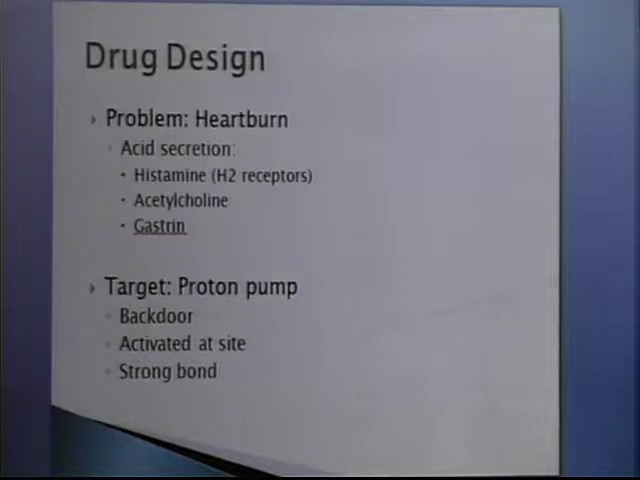 Drug Design
Problem: Heartburn
Acid secretion:
Histamine (H2 receptors)
Acetylcholine
Gastrin
Target: Proton pump
Backdoor
Activated at site
Strong bond